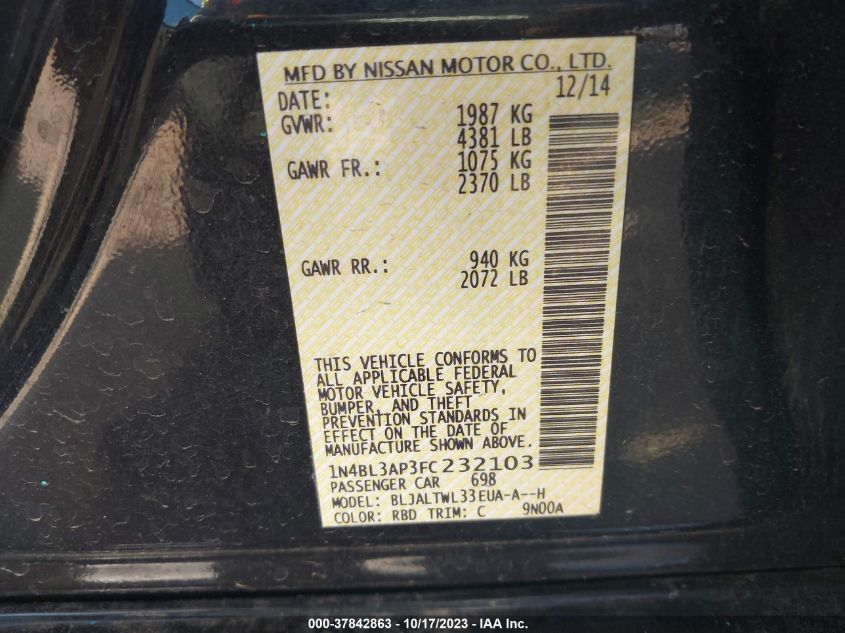 MFD BY NISSAN MOTOR CO., LTD.
DATE: 12/14
GVWR: 1987 KG
4381 LB
GAWR FR.: 1075 KG
2370 LB
GAWR RR.: 940 KG
2072 LB
THIS VEHICLE CONFORMS TO
ALL APPLICABLE FEDERAL
MOTOR VEHICLE SAFETY,
BUMPER, AND THEFT
PREVENTION STANDARDS IN
EFFECT ON THE DATE OF
MANUFACTURE SHOWN ABOVE.
1N4BL3AP3FC232103
PASSENGER CAR 698
MODEL: BLJALTWL33EUA-A--H
COLOR: RBD TRIM: C 9N00A
000-37842863 - 10/17/2023 - IAA Inc.